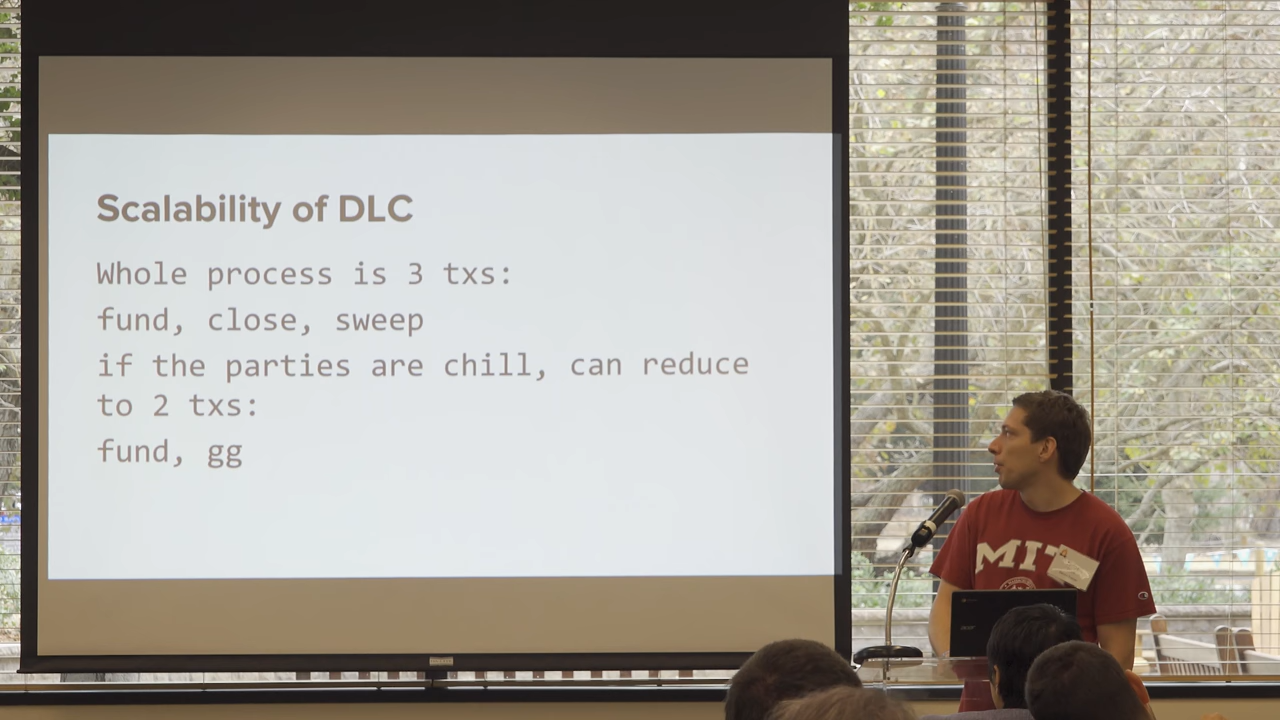 Scalability of DLC
Whole process is 3 txs:
fund, close, sweep
if the parties are chill, can reduce
to 2 txs:
fund, gg
MIT
acer